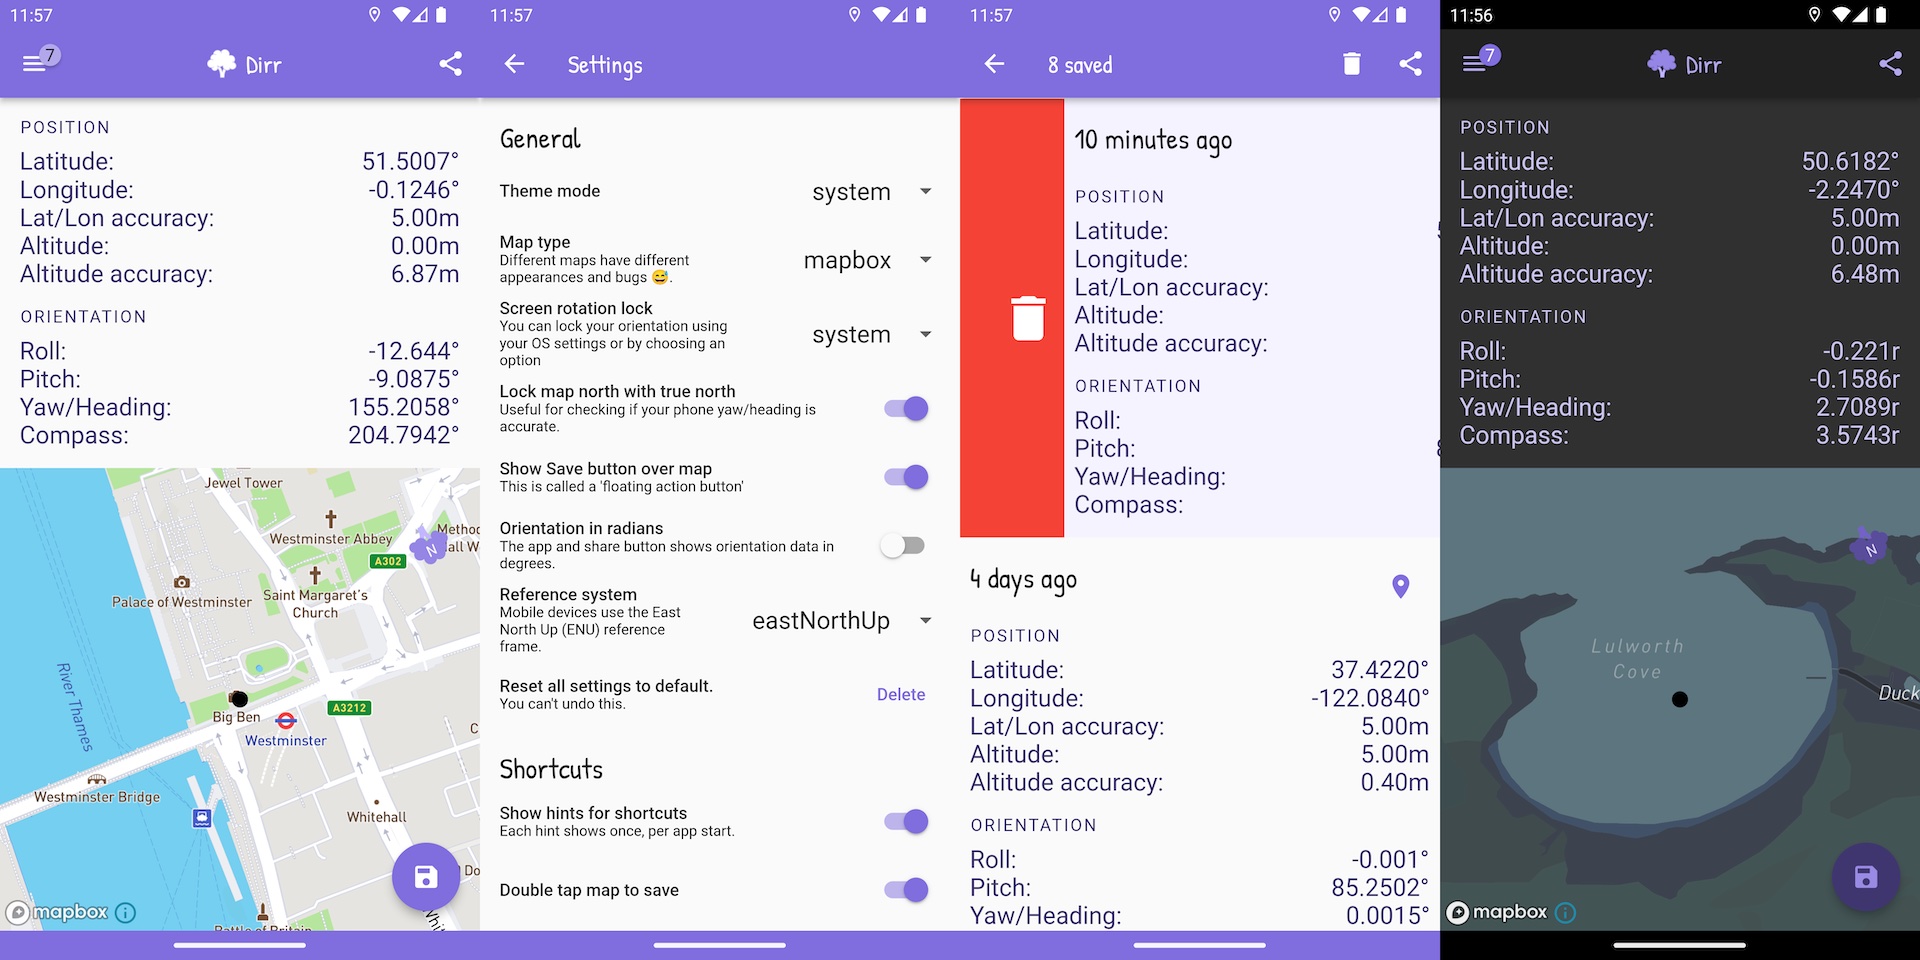 11:57
7
Dirr
POSITION
Latitude: 51.5007°
Longitude: -0.1246°
Lat/Lon accuracy: 5.00m
Altitude: 0.00m
Altitude accuracy: 6.87m
ORIENTATION
Roll: -12.644°
Pitch: -9.0875°
Yaw/Heading: 155.2058°
Compass: 204.7942°
Jewel Tower
Westminster Abbey
A302
N
Palace of Westminster
Saint Margaret's
Church
River Thames
Big Ben
A3212
Westminster
Westminster Bridge
Whitehall
Do
mapbox
Battle of Britain
11:57
Settings
General
Theme mode system
Map type
Different maps have different
appearances and bugs 😅.
mapbox
Screen rotation lock
You can lock your orientation using
your OS settings or by choosing an
option
system
Lock map north with true north
Useful for checking if your phone yaw/heading is
accurate.
Show Save button over map
This is called a 'floating action button'
Orientation in radians
The app and share button shows orientation data in
degrees.
Reference system
Mobile devices use the East
North Up (ENU) reference
frame.
eastNorthUp
Reset all settings to default.
You can't undo this.
Delete
Shortcuts
Show hints for shortcuts
Each hint shows once, per app start.
Double tap map to save
11:57
8 saved
10 minutes ago
POSITION
Latitude:
Longitude:
Lat/Lon accuracy:
Altitude:
Altitude accuracy:
ORIENTATION
Roll:
Pitch:
Yaw/Heading:
Compass:
4 days ago
POSITION
Latitude: 37.4220°
Longitude: -122.0840°
Lat/Lon accuracy: 5.00m
Altitude: 5.00m
Altitude accuracy: 0.40m
ORIENTATION
Roll: -0.001°
Pitch: 85.2502°
Yaw/Heading: 0.0015°
11:56
7
Dirr
POSITION
Latitude: 50.6182°
Longitude: -2.2470°
Lat/Lon accuracy: 5.00m
Altitude: 0.00m
Altitude accuracy: 6.48m
ORIENTATION
Roll: -0.221r
Pitch: -0.1586r
Yaw/Heading: 2.7089r
Compass: 3.5743r
N
Lulworth
Cove
Duck
mapbox